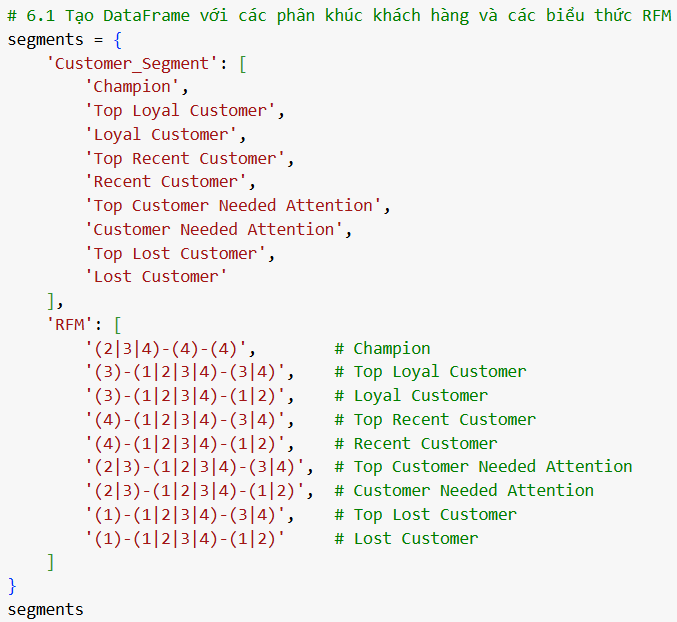 # 6.1 Tạo DataFrame với các phân khúc khách hàng và các biểu thức RFM
segments = {
    'Customer_Segment': [
        'Champion',
        'Top Loyal Customer',
        'Loyal Customer',
        'Top Recent Customer',
        'Recent Customer',
        'Top Customer Needed Attention',
        'Customer Needed Attention',
        'Top Lost Customer',
        'Lost Customer'
    ],
    'RFM': [
        '(2|3|4)-(4)-(4)',        # Champion
        '(3)-(1|2|3|4)-(3|4)',    # Top Loyal Customer
        '(3)-(1|2|3|4)-(1|2)',    # Loyal Customer
        '(4)-(1|2|3|4)-(3|4)',    # Top Recent Customer
        '(4)-(1|2|3|4)-(1|2)',    # Recent Customer
        '(2|3)-(1|2|3|4)-(3|4)',  # Top Customer Needed Attention
        '(2|3)-(1|2|3|4)-(1|2)',  # Customer Needed Attention
        '(1)-(1|2|3|4)-(3|4)',    # Top Lost Customer
        '(1)-(1|2|3|4)-(1|2)'     # Lost Customer
    ]
}
segments